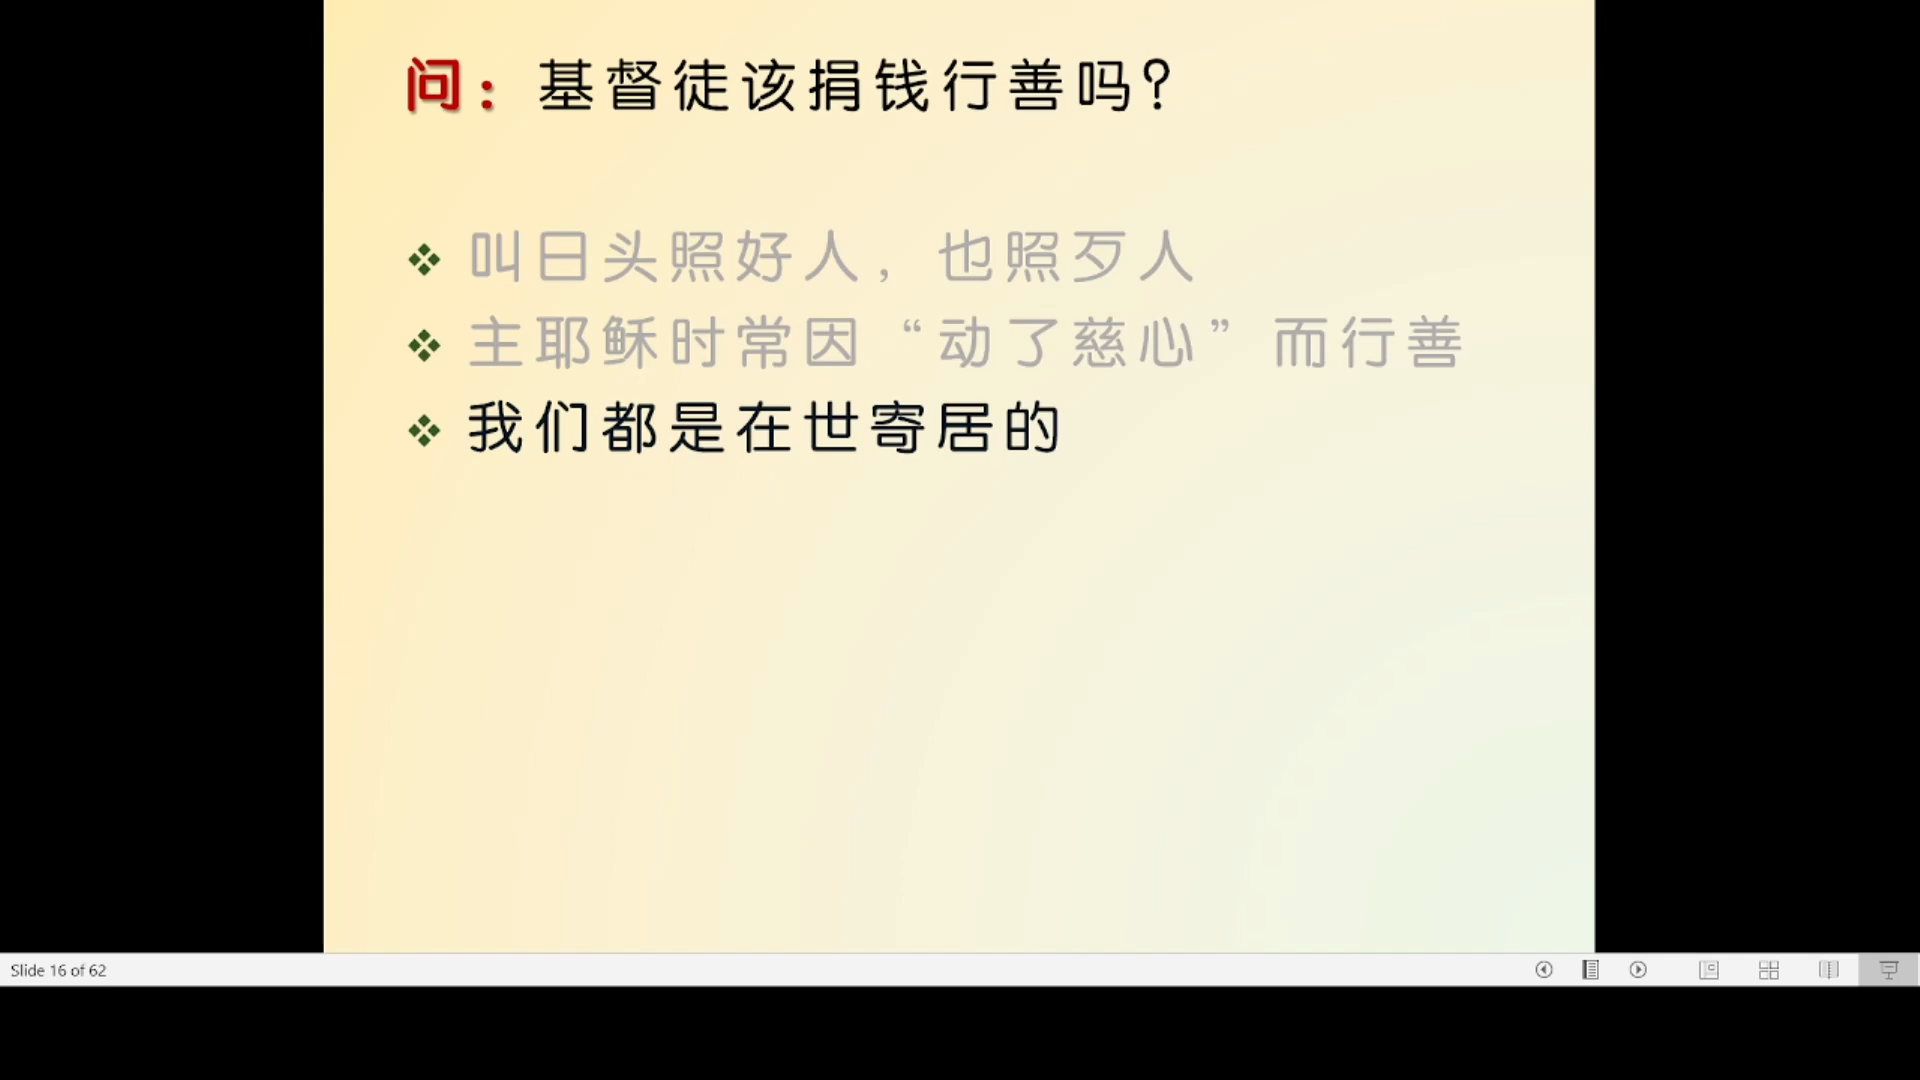 问：基督徒该捐钱行善吗？
❖ 叫日头照好人，也照歹人
❖ 主耶稣时常因“动了慈心”而行善
❖ 我们都是在世寄居的
Slide 16 of 62